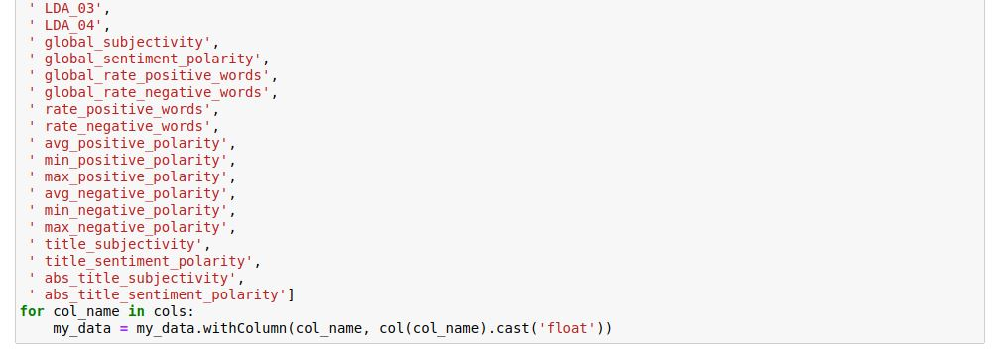 ' LDA_03',
' LDA_04',
' global_subjectivity',
' global_sentiment_polarity',
' global_rate_positive_words',
' global_rate_negative_words',
' rate_positive_words',
' rate_negative_words',
' avg_positive_polarity',
' min_positive_polarity',
' max_positive_polarity',
' avg_negative_polarity',
' min_negative_polarity',
' max_negative_polarity',
' title_subjectivity',
' title_sentiment_polarity',
' abs_title_subjectivity',
' abs_title_sentiment_polarity']
for col_name in cols:
    my_data = my_data.withColumn(col_name, col(col_name).cast('float'))